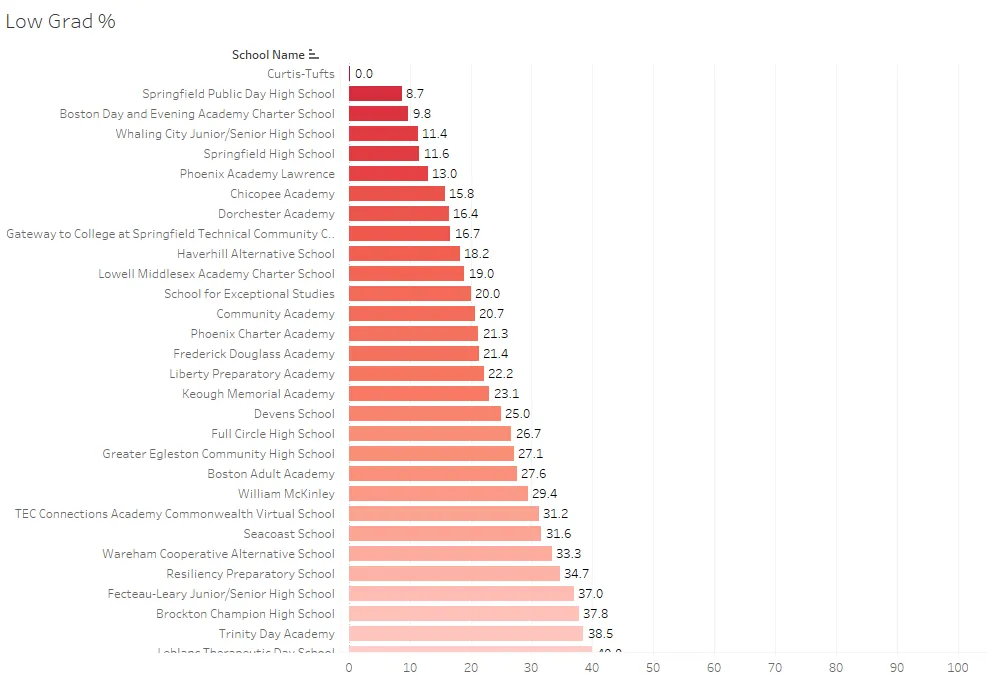 Low Grad %
School Name
Curtis-Tufts 0.0
Springfield Public Day High School 8.7
Boston Day and Evening Academy Charter School 9.8
Whaling City Junior/Senior High School 11.4
Springfield High School 11.6
Phoenix Academy Lawrence 13.0
Chicopee Academy 15.8
Dorchester Academy 16.4
Gateway to College at Springfield Technical Community C.. 16.7
Haverhill Alternative School 18.2
Lowell Middlesex Academy Charter School 19.0
School for Exceptional Studies 20.0
Community Academy 20.7
Phoenix Charter Academy 21.3
Frederick Douglass Academy 21.4
Liberty Preparatory Academy 22.2
Keough Memorial Academy 23.1
Devens School 25.0
Full Circle High School 26.7
Greater Egleston Community High School 27.1
Boston Adult Academy 27.6
William McKinley 29.4
TEC Connections Academy Commonwealth Virtual School 31.2
Seacoast School 31.6
Wareham Cooperative Alternative School 33.3
Resiliency Preparatory School 34.7
Fecteau-Leary Junior/Senior High School 37.0
Brockton Champion High School 37.8
Trinity Day Academy 38.5
Leblanc Therapeutic Day School 40.0
0 10 20 30 40 50 60 70 80 90 100